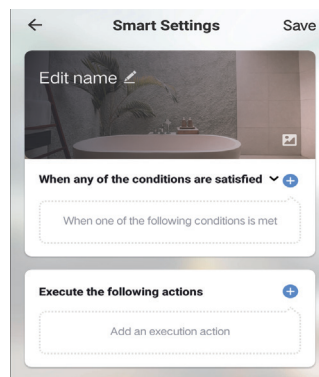 Smart Settings Save
Edit name
When any of the conditions are satisfied
When one of the following conditions is met
Execute the following actions
Add an execution action